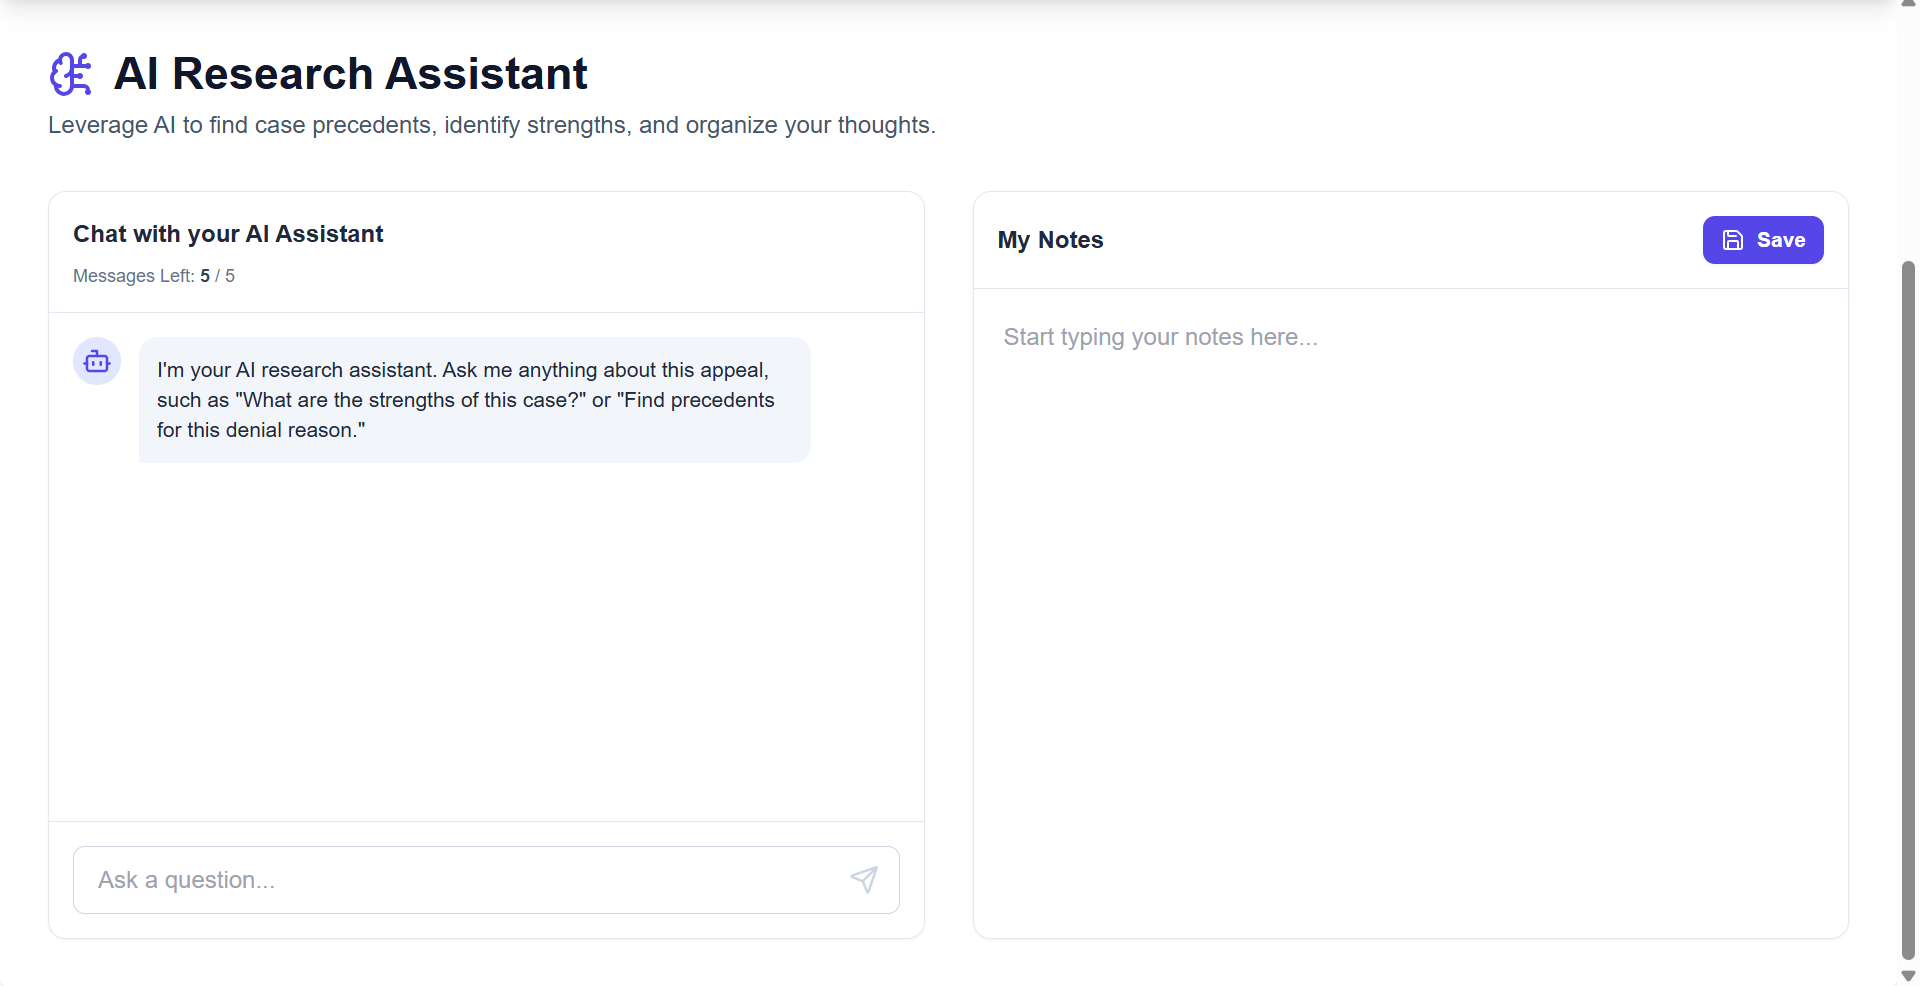 AI Research Assistant
Leverage AI to find case precedents, identify strengths, and organize your thoughts.
Chat with your AI Assistant
Messages Left: 5 / 5
I'm your AI research assistant. Ask me anything about this appeal,
such as "What are the strengths of this case?" or "Find precedents
for this denial reason."
Ask a question...
My Notes
Save
Start typing your notes here...